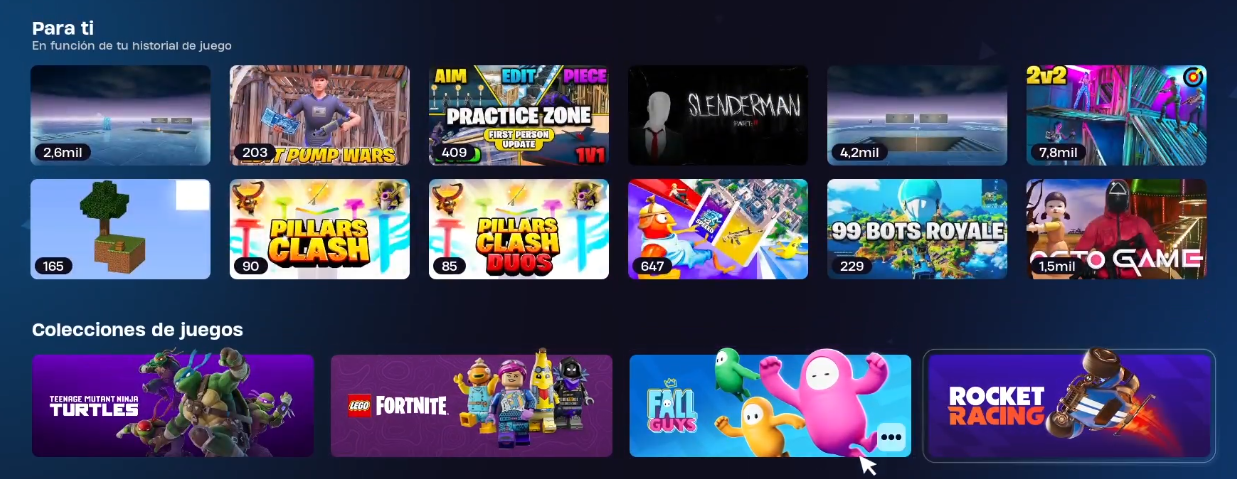 Para ti
En función de tu historial de juego
2,6mil
203
PUMP WARS
AIM
EDIT
PIECE
PRACTICE ZONE
FIRST PERSON
UPDATE
409
1V1
SLENDERMAN
4,2mil
2v2
7,8mil
165
PILLARS
CLASH
90
PILLARS
CLASH
DUOS
85
647
99 BOTS ROYALE
229
GAME
1,5mil
Colecciones de juegos
TEENAGE MUTANT NINJA
TURTLES
LEGO FORTNITE
FALL
GUYS
ROCKET
RACING